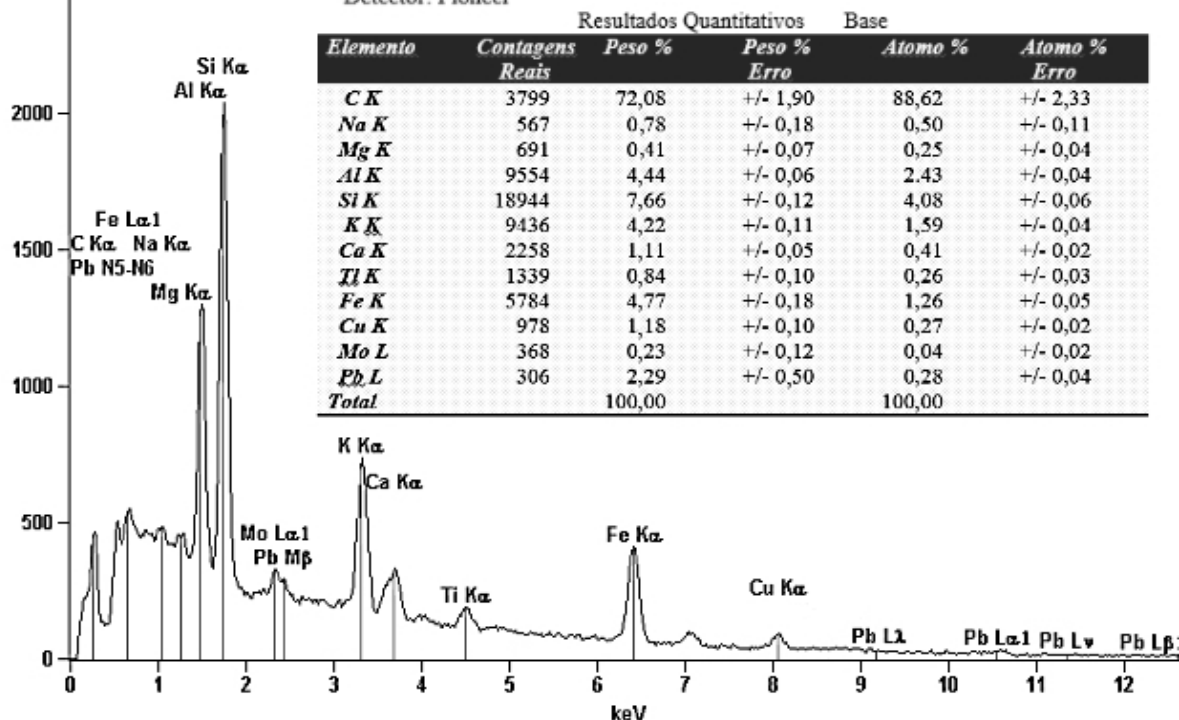 Detector: Pioneer
Resultados Quantitativos Base
Elemento Contagens Reais Peso % Peso % Erro Atomo % Atomo % Erro
C K 3799 72,08 +/- 1,90 88,62 +/- 2,33
Na K 567 0,78 +/- 0,18 0,50 +/- 0,11
Mg K 691 0,41 +/- 0,07 0,25 +/- 0,04
Al K 9554 4,44 +/- 0,06 2.43 +/- 0,04
Si K 18944 7,66 +/- 0,12 4,08 +/- 0,06
K K 9436 4,22 +/- 0,11 1,59 +/- 0,04
Ca K 2258 1,11 +/- 0,05 0,41 +/- 0,02
Tl K 1339 0,84 +/- 0,10 0,26 +/- 0,03
Fe K 5784 4,77 +/- 0,18 1,26 +/- 0,05
Cu K 978 1,18 +/- 0,10 0,27 +/- 0,02
Mo L 368 0,23 +/- 0,12 0,04 +/- 0,02
Pb L 306 2,29 +/- 0,50 0,28 +/- 0,04
Total 100,00 100,00
Si Kα
Al Kα
2000
Fe Lα1
C Kα Na Kα
1500
Pb N5-N6
Mg Kα
1000
K Kα
Ca Kα
500
Mo Lα1
Pb Mβ
Fe Kα
Ti Kα
Cu Kα
Pb Lλ Pb Lα1 Pb Lν Pb Lβ1
0
0 1 2 3 4 5 6 7 8 9 10 11 12
keV